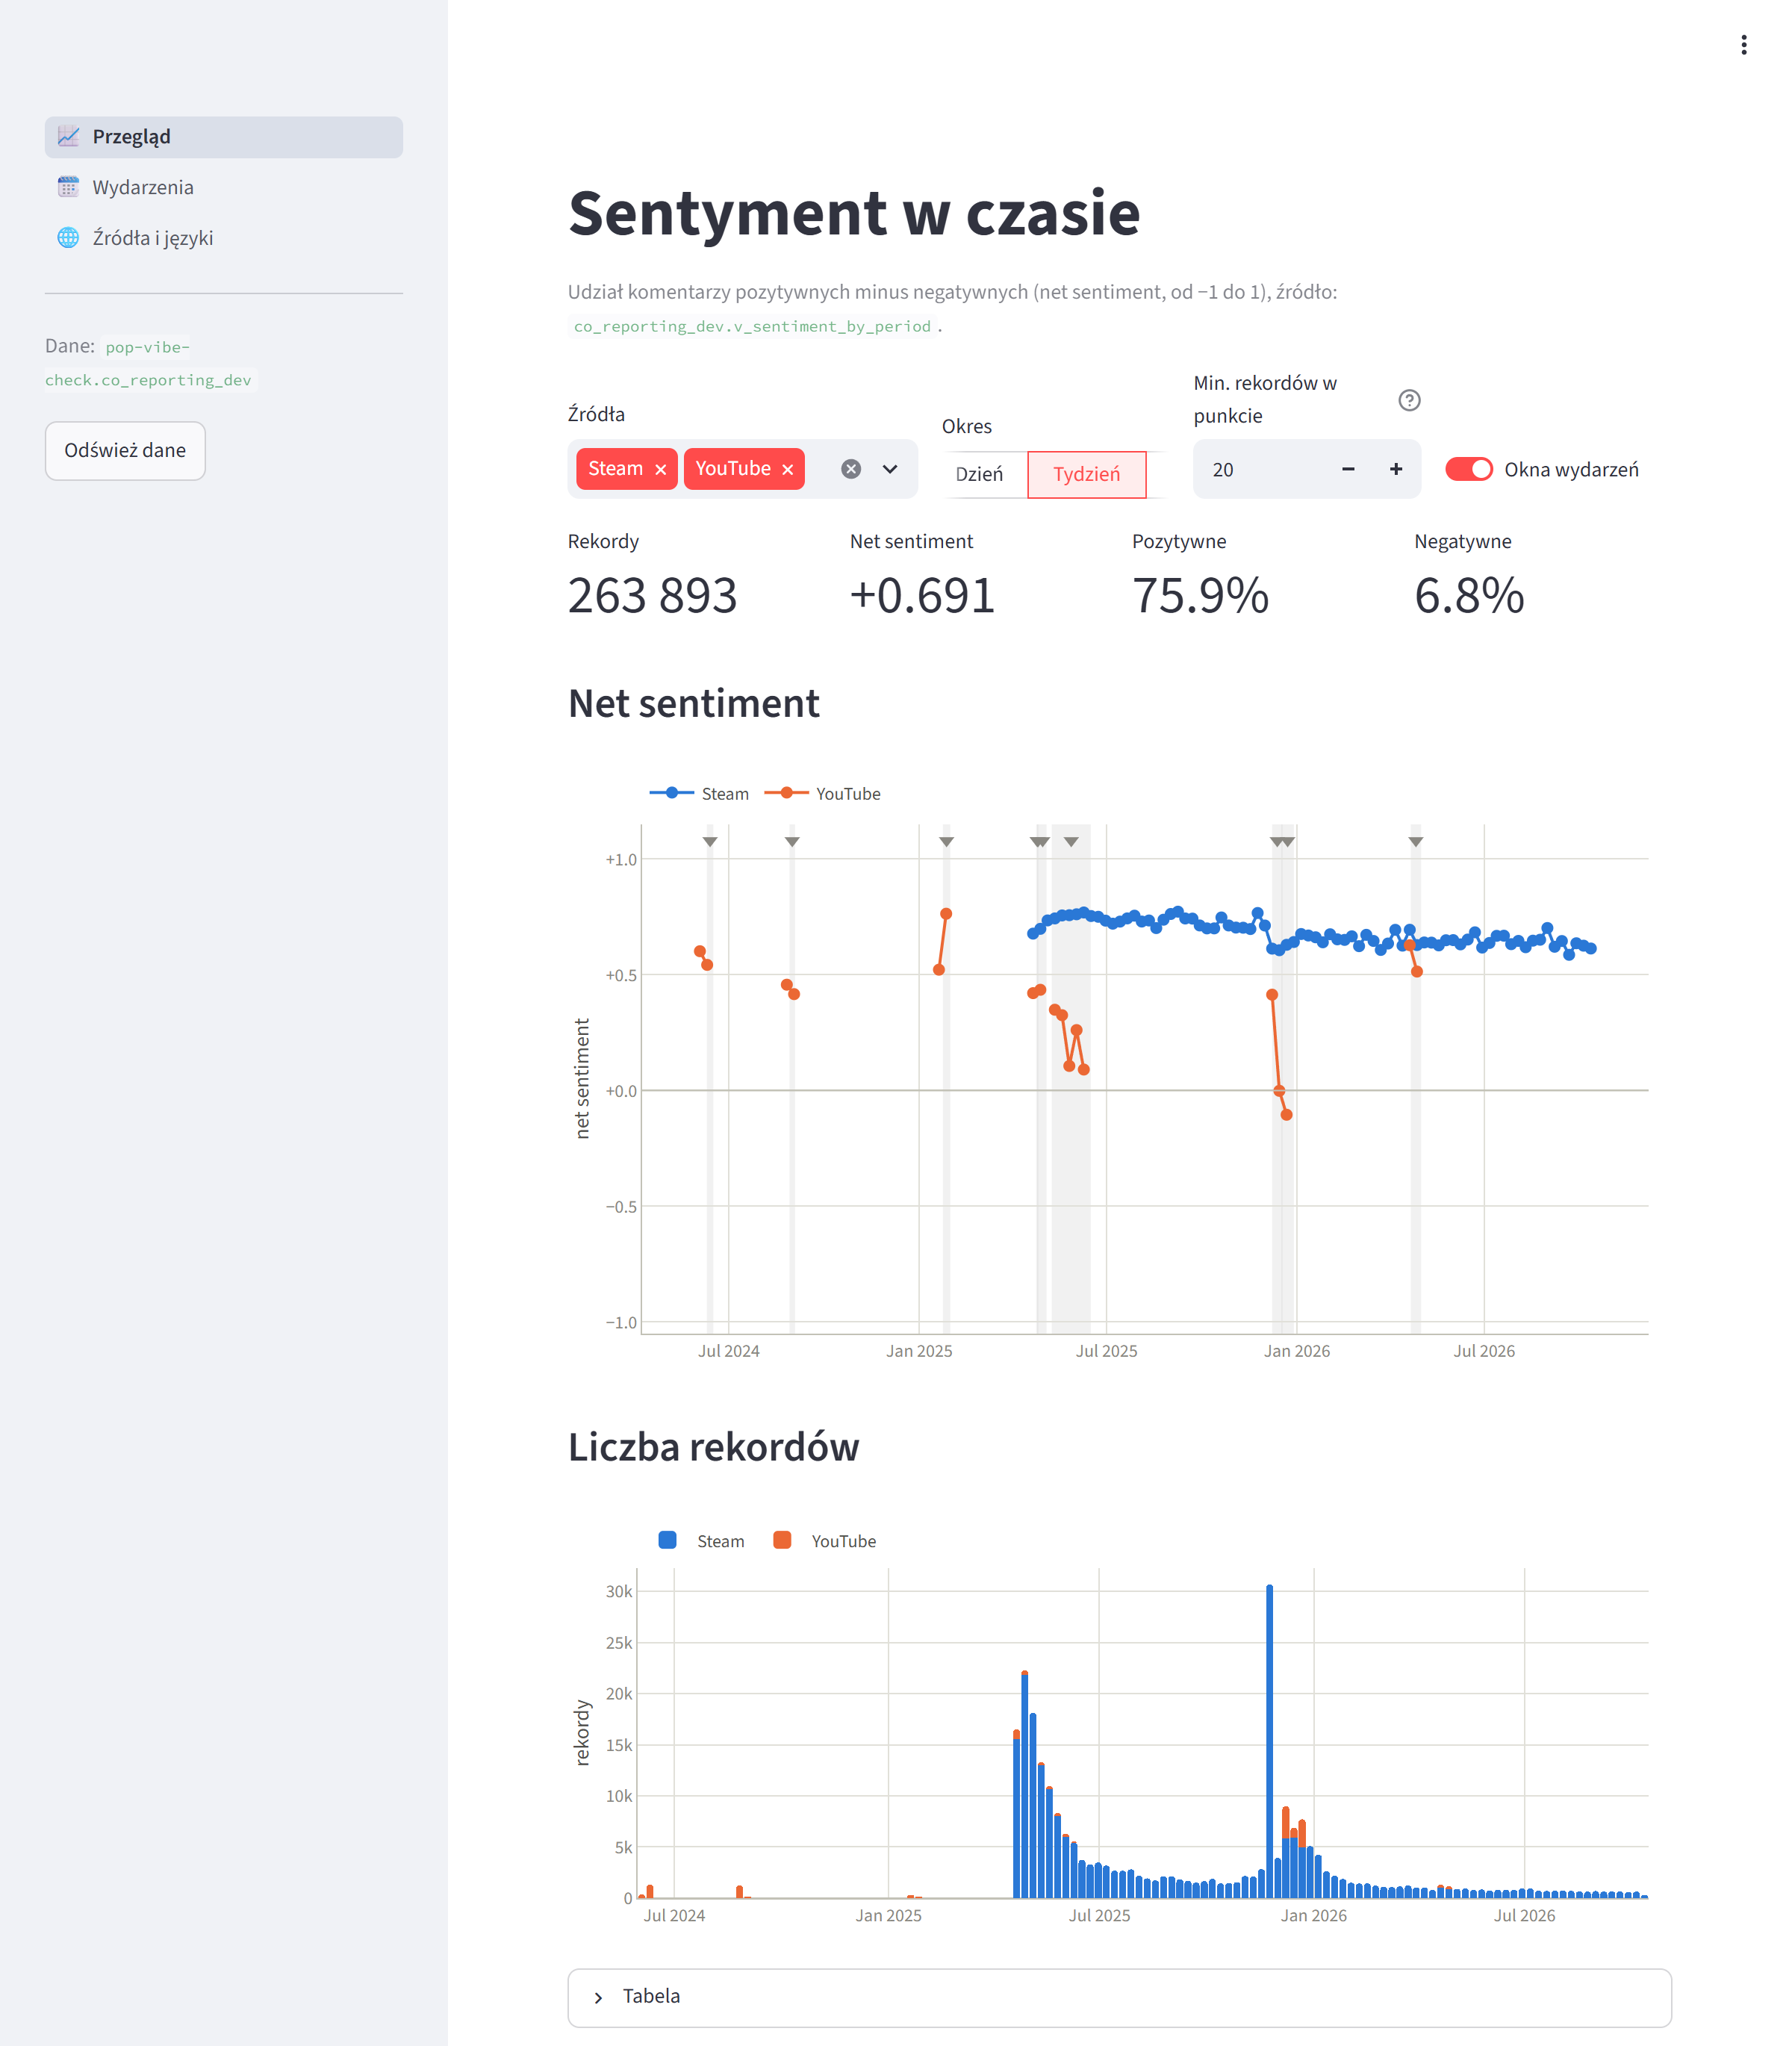 Przegląd
Wydarzenia
Źródła i języki
Dane: pop-vibe-
check.co_reporting_dev
Odśwież dane
Sentyment w czasie
Udział komentarzy pozytywnych minus negatywnych (net sentiment, od −1 do 1), źródło:
co_reporting_dev.v_sentiment_by_period.
Źródła
Steam × YouTube ×
Okres
Dzień Tydzień
Min. rekordów w
punkcie
20 − +
Okna wydarzeń
Rekordy Net sentiment Pozytywne Negatywne
263 893 +0.691 75.9% 6.8%
Net sentiment
Steam YouTube
net sentiment
+1.0
+0.5
+0.0
−0.5
−1.0
Jul 2024 Jan 2025 Jul 2025 Jan 2026 Jul 2026
Liczba rekordów
Steam YouTube
rekordy
30k
25k
20k
15k
10k
5k
0
Jul 2024 Jan 2025 Jul 2025 Jan 2026 Jul 2026
Tabela